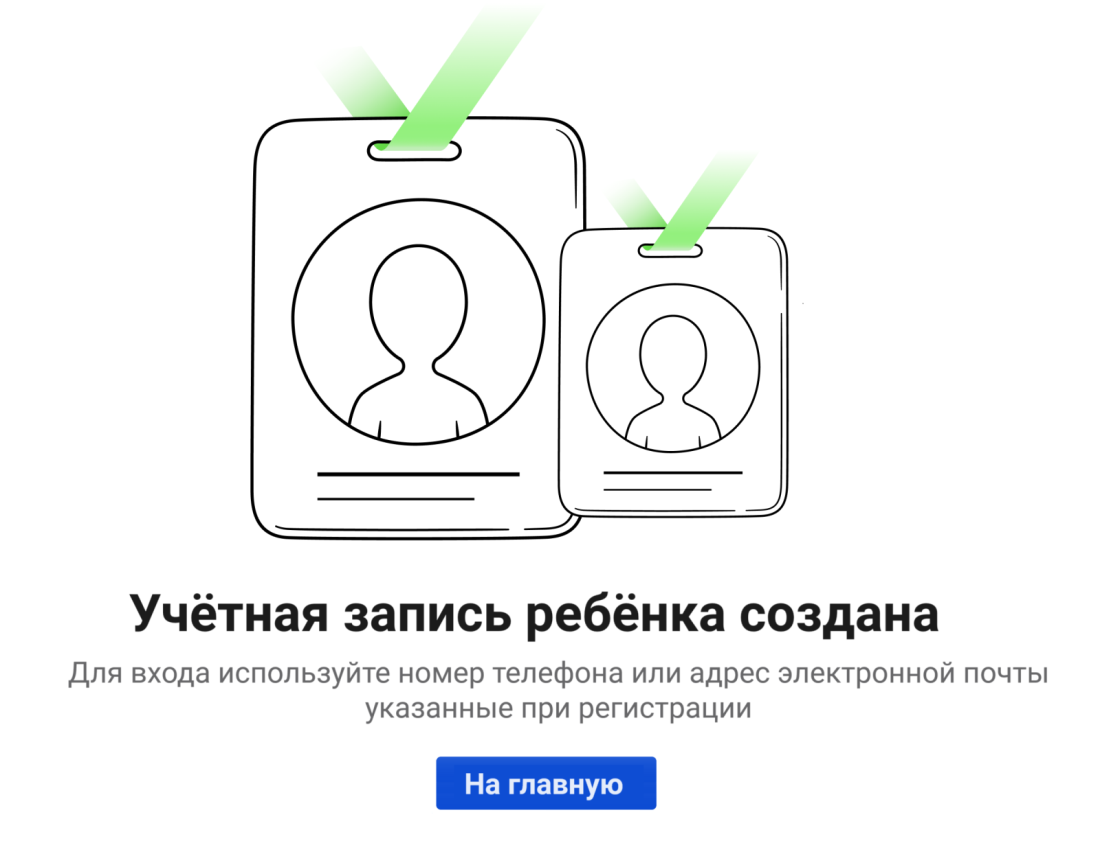 Учётная запись ребёнка создана
Для входа используйте номер телефона или адрес электронной почты
указанные при регистрации
На главную